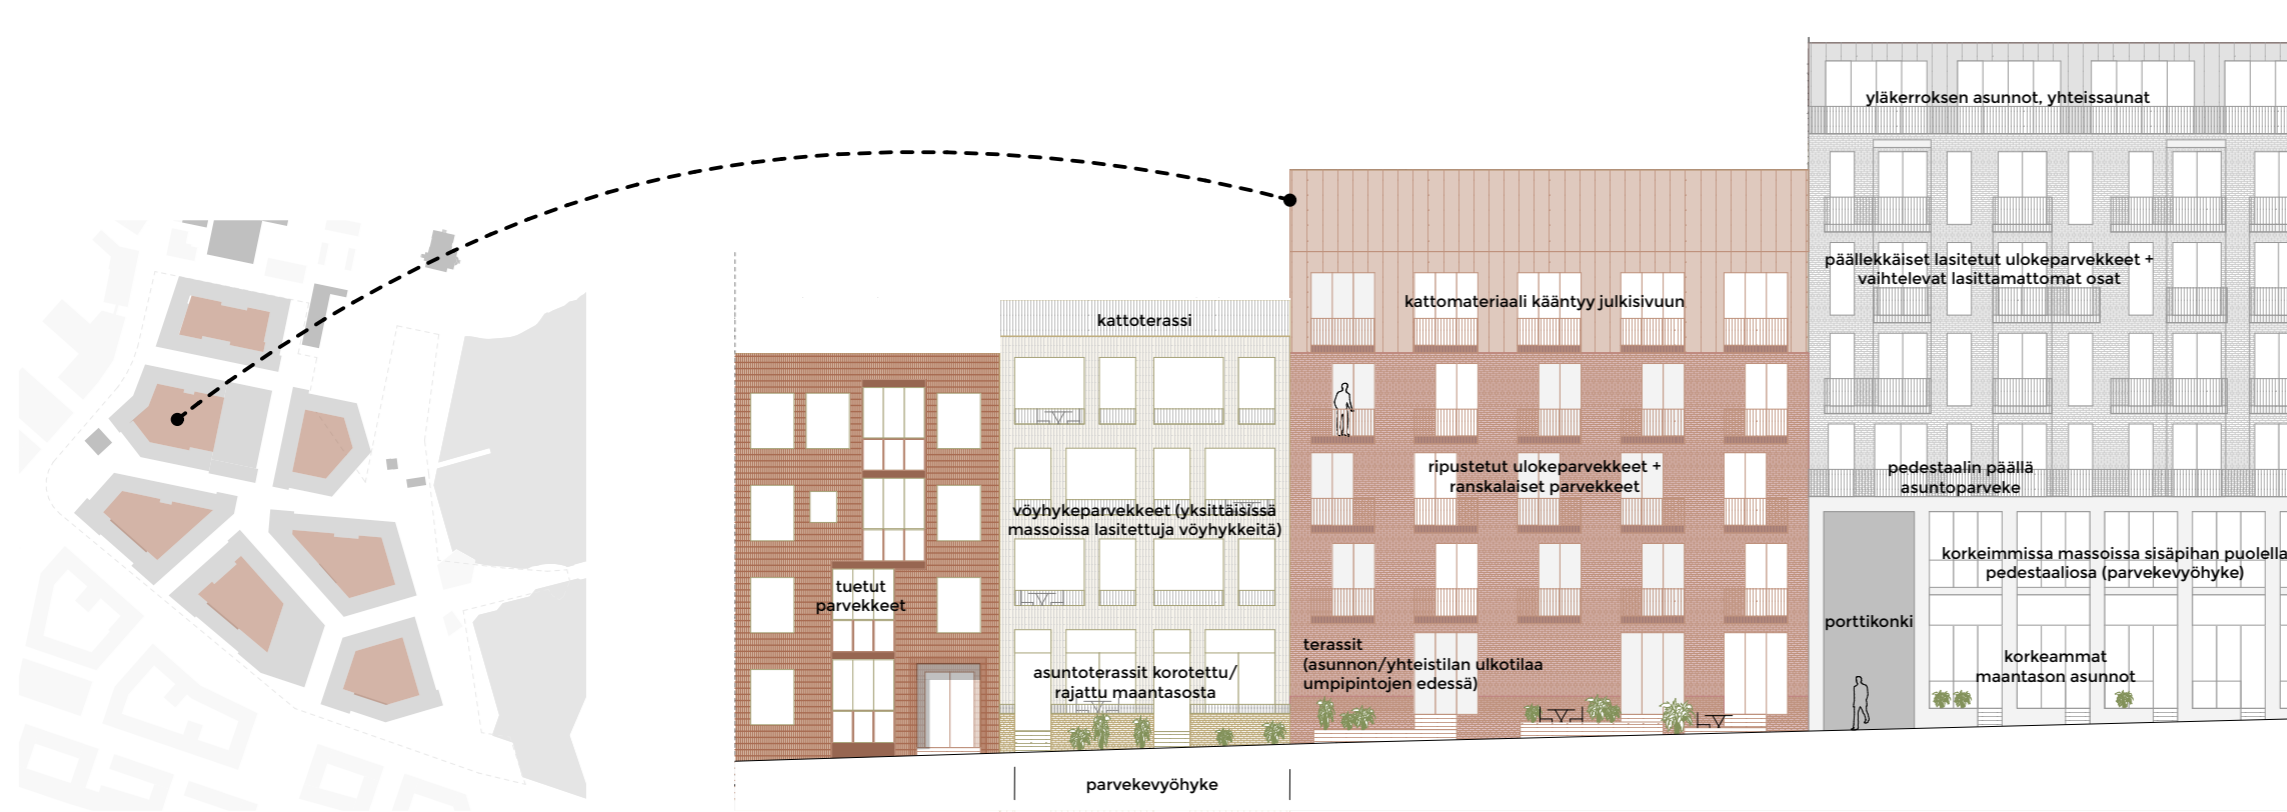 yläkerroksen asunnot, yhteissaunat
päällekkäiset lasitetut ulokeparvekkeet +
vaihtelevat lasittamattomat osat
kattomateriaali kääntyy julkisivuun
kattoterassi
ripustetut ulokeparvekkeet +
ranskalaiset parvekkeet
pedestaalin päällä
asuntoparveke
vöyhykeparvekkeet (yksittäisissä
massoissa lasitettuja vöyhykkeitä)
korkeimmissa massoissa sisäpihan puolella
pedestaaliosa (parvekevyöhyke)
tuetut
parvekkeet
porttikonki
terassit
(asunnon/yhteistilan ulkotilaa
umpipintojen edessä)
asuntoterassit korotettu/
rajattu maantasosta
korkeammat
maantason asunnot
parvekevyöhyke